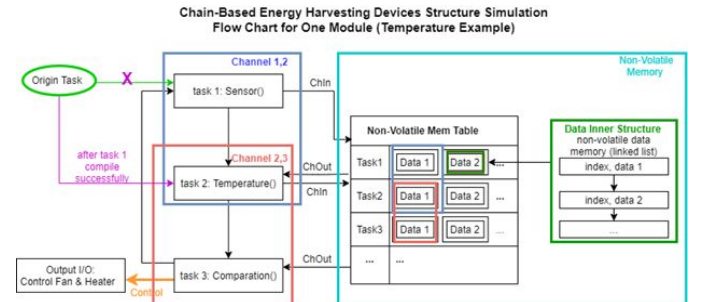 Chain-Based Energy Harvesting Devices Structure Simulation
Flow Chart for One Module (Temperature Example)
Channel 1,2
Non-Volatile
Memory
Origin Task
X
task 1: Sensor()
ChIn
Non-Volatile Mem Table
Data Inner Structure
non-volatile data
memory (linked list)
index, data 1
index, data 2
...
after task 1
compile
successfully
Channel 2,3
task 2: Temperature()
ChOut
ChIn
Task1
Data 1
Data 2
...
Task2
Data 1
Data 2
...
Task3
Data 1
Data 2
...
...
...
Output I/O:
Control Fan & Heater
Control
task 3: Comparation()
ChOut